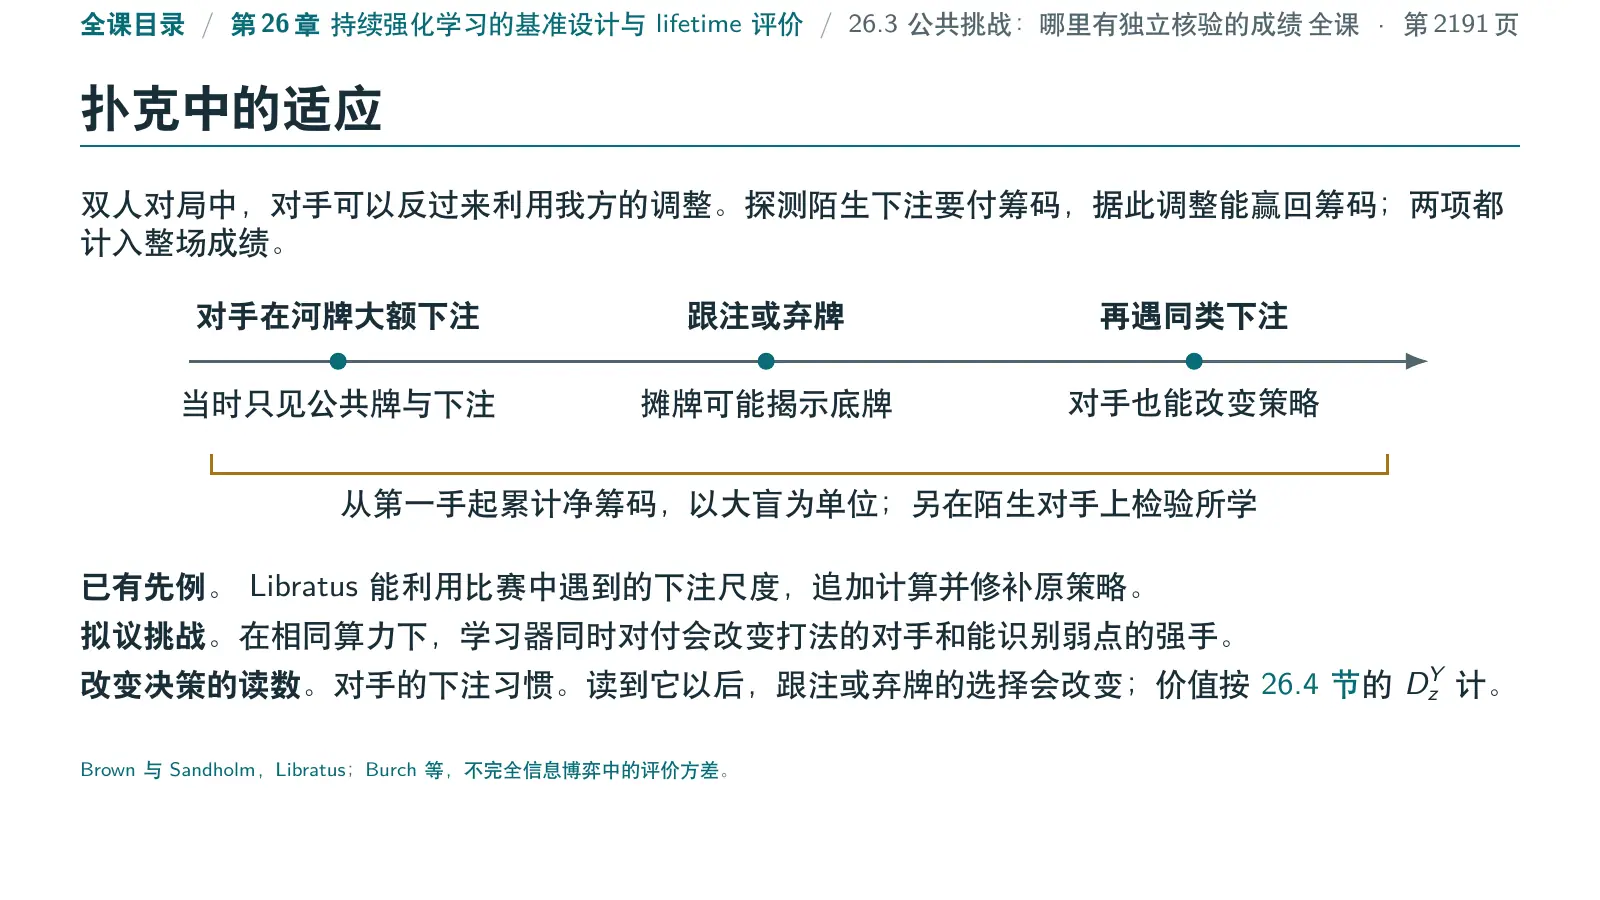 全课目录 / 第 26 章 持续强化学习的基准设计与 lifetime 评价 / 26.3 公共挑战：哪里有独立核验的成绩 全课 · 第 2191 页
扑克中的适应
双人对局中，对手可以反过来利用我方的调整。探测陌生下注要付筹码，据此调整能赢回筹码；两项都
计入整场成绩。
对手在河牌大额下注 跟注或弃牌 再遇同类下注
当时只见公共牌与下注 摊牌可能揭示底牌 对手也能改变策略
从第一手起累计净筹码，以大盲为单位；另在陌生对手上检验所学
已有先例。 Libratus 能利用比赛中遇到的下注尺度，追加计算并修补原策略。
拟议挑战。在相同算力下，学习器同时对付会改变打法的对手和能识别弱点的强手。
改变决策的读数。对手的下注习惯。读到它以后，跟注或弃牌的选择会改变；价值按 26.4 节的 $D_z^Y$ 计。
Brown 与 Sandholm，Libratus；Burch 等，不完全信息博弈中的评价方差。